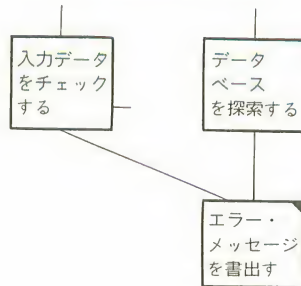 入力データ
をチェック
する
データ
ベース
を探索する
エラー・
メッセージ
を書出す